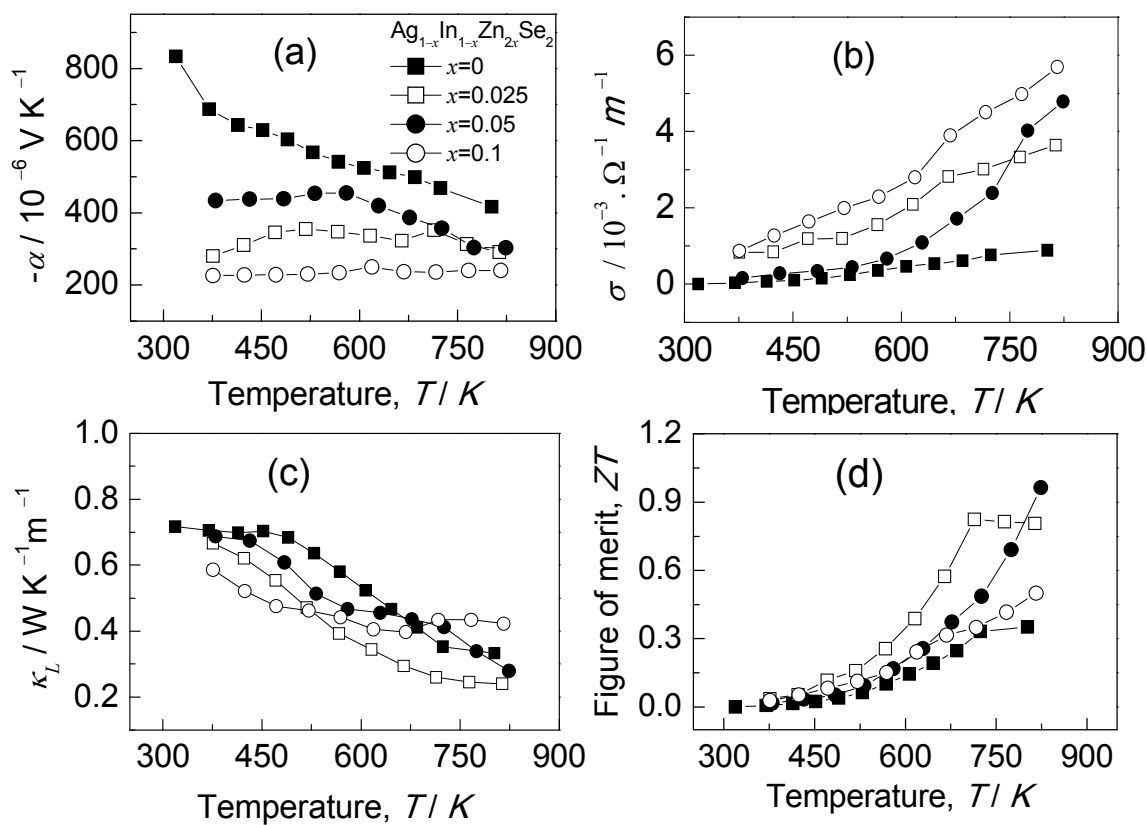 (a)
Ag₁₋ₓIn₁₋ₓZn₂ₓSe₂
x=0
x=0.025
x=0.05
x=0.1
800
600
400
200
-α / 10⁻⁶ V K⁻¹
300 450 600 750 900
Temperature, T / K
(b)
6
4
2
0
σ / 10⁻³ . Ω⁻¹ m⁻¹
300 450 600 750 900
Temperature, T / K
(c)
1.0
0.8
0.6
0.4
0.2
κL / W K⁻¹m⁻¹
300 450 600 750 900
Temperature, T / K
(d)
1.2
0.9
0.6
0.3
0.0
Figure of merit, ZT
300 450 600 750 900
Temperature, T / K